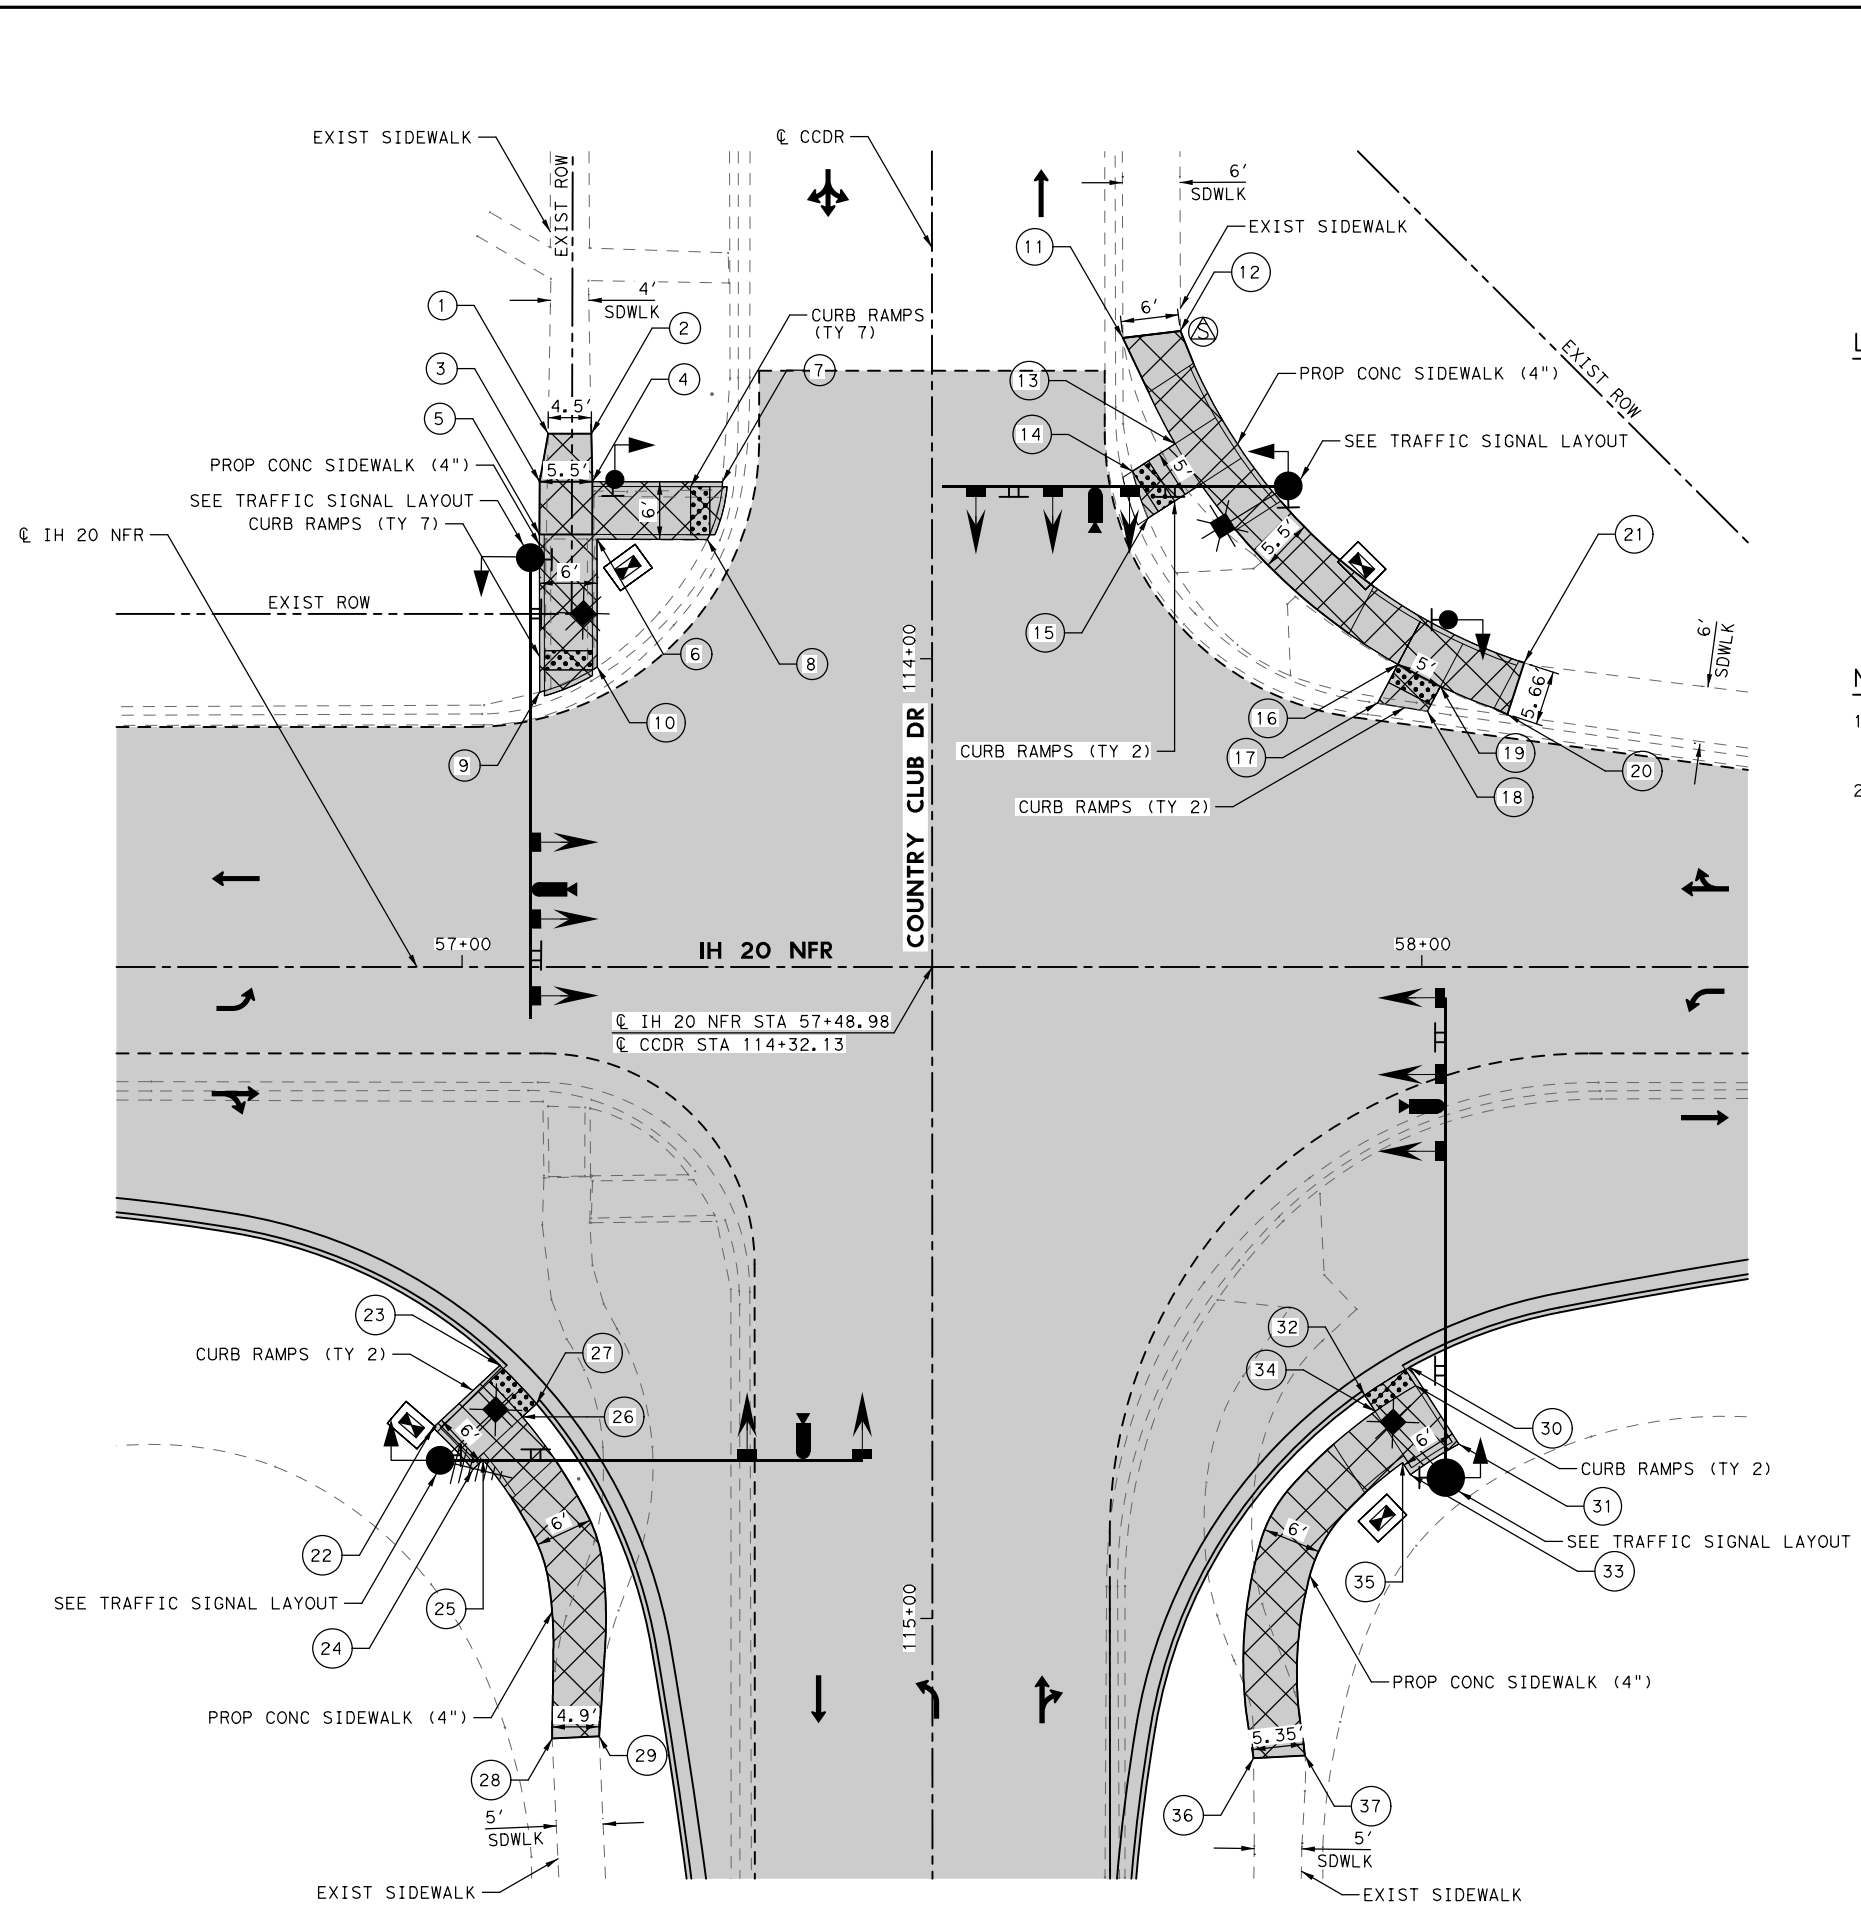 EXIST SIDEWALK
℄ CCDR
EXIST ROW
6'
SDWLK
EXIST SIDEWALK
11
12
4'
SDWLK
1
2
CURB RAMPS
(TY 7)
6'
EXIST ROW
3
4
7
13
PROP CONC SIDEWALK (4")
4.5'
5
14
SEE TRAFFIC SIGNAL LAYOUT
PROP CONC SIDEWALK (4")
5.5'
5'
SEE TRAFFIC SIGNAL LAYOUT
6'
CURB RAMPS (TY 7)
℄ IH 20 NFR
5.5'
21
6'
EXIST ROW
15
6
8
114+00
6'
SDWLK
5'
5.66'
16
10
9
CURB RAMPS (TY 2)
17
19
20
CURB RAMPS (TY 2)
18
COUNTRY CLUB DR
57+00
IH 20 NFR
58+00
℄ IH 20 NFR STA 57+48.98
℄ CCDR STA 114+32.13
23
32
CURB RAMPS (TY 2)
27
34
26
30
6'
6'
CURB RAMPS (TY 2)
31
22
6'
6'
SEE TRAFFIC SIGNAL LAYOUT
33
35
SEE TRAFFIC SIGNAL LAYOUT
25
115+00
24
PROP CONC SIDEWALK (4")
PROP CONC SIDEWALK (4")
4.9'
5.35'
29
28
36
37
5'
SDWLK
5'
SDWLK
EXIST SIDEWALK
EXIST SIDEWALK
L
N
1
2
S